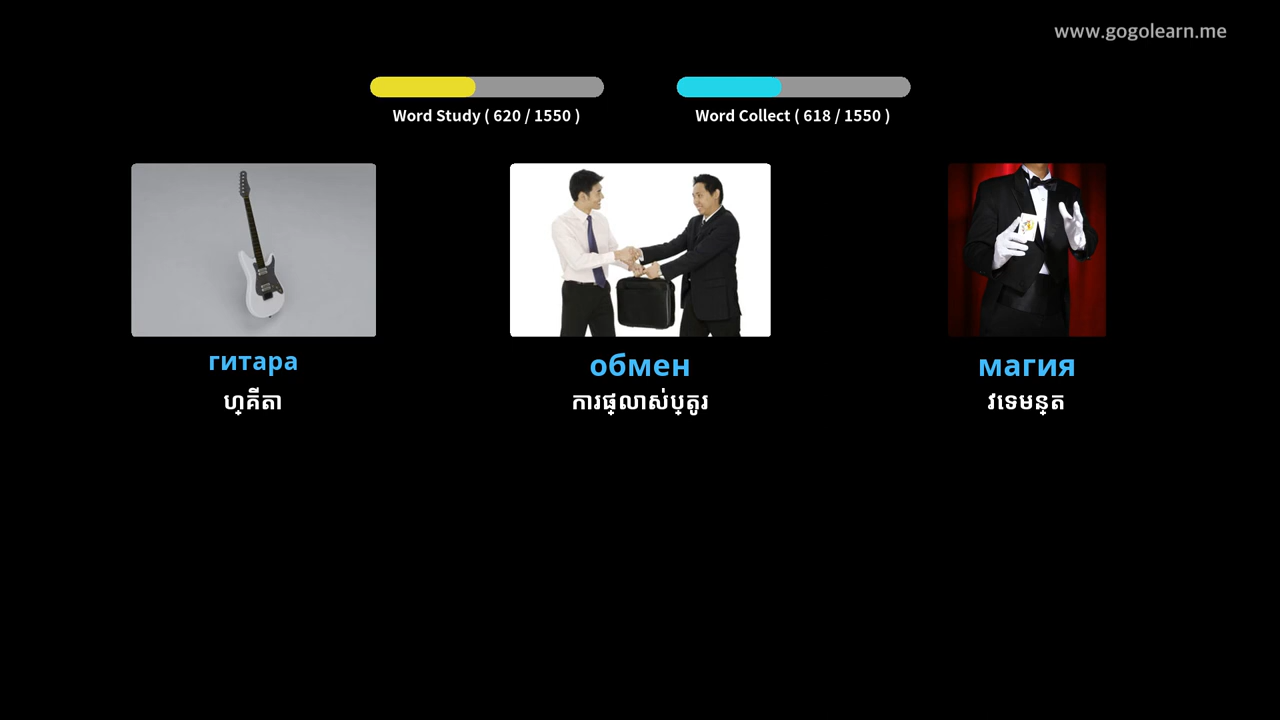 www.gogolearn.me
Word Study ( 620 / 1550 )
Word Collect ( 618 / 1550 )
гитара
обмен
магия
ហ្គីតា
ការផ្លាស់ប្តូរ
វេទមន្ត